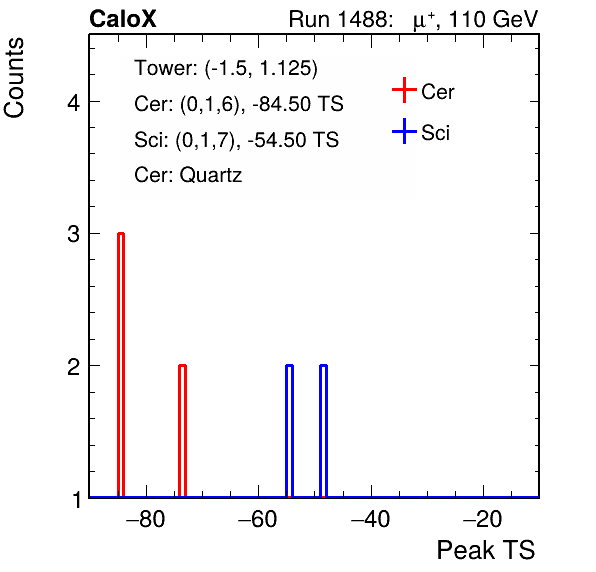 CaloX Run 1488: μ⁺, 110 GeV
Counts
Tower: (-1.5, 1.125)
Cer: (0,1,6), -84.50 TS
Sci: (0,1,7), -54.50 TS
Cer: Quartz
Cer
Sci
4
3
2
1
−80 −60 −40 −20
Peak TS